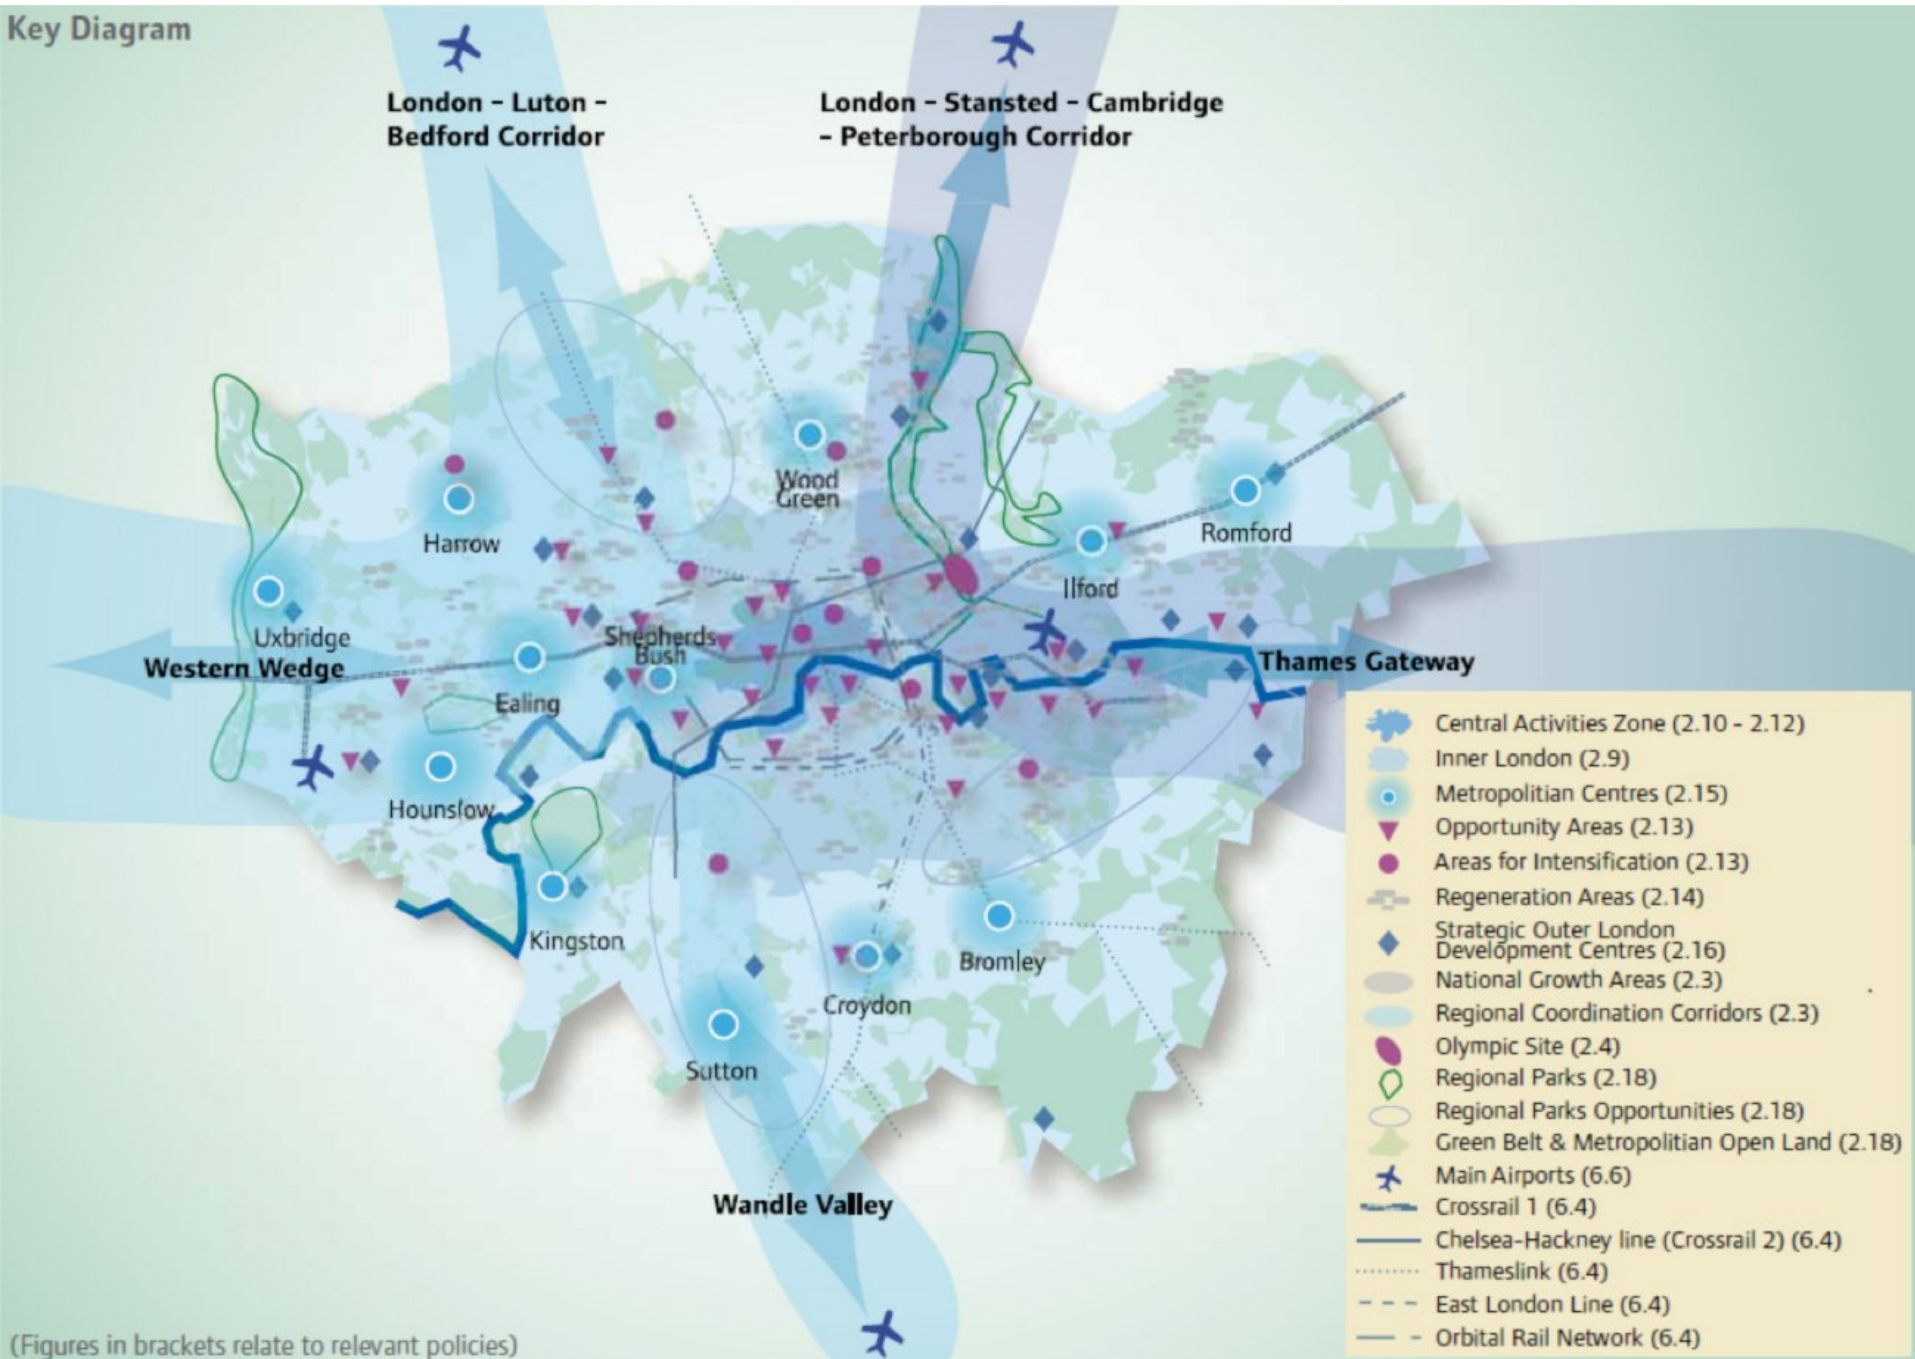 Key Diagram
London – Luton –
Bedford Corridor
London – Stansted – Cambridge
– Peterborough Corridor
Wood
Green
Harrow
Romford
Ilford
Uxbridge
Shepherds
Bush
Western Wedge
Thames Gateway
Ealing
Hounslow
Kingston
Bromley
Croydon
Sutton
Wandle Valley
Central Activities Zone (2.10 - 2.12)
Inner London (2.9)
Metropolitian Centres (2.15)
Opportunity Areas (2.13)
Areas for Intensification (2.13)
Regeneration Areas (2.14)
Strategic Outer London
Development Centres (2.16)
National Growth Areas (2.3)
Regional Coordination Corridors (2.3)
Olympic Site (2.4)
Regional Parks (2.18)
Regional Parks Opportunities (2.18)
Green Belt & Metropolitian Open Land (2.18)
Main Airports (6.6)
Crossrail 1 (6.4)
Chelsea-Hackney line (Crossrail 2) (6.4)
Thameslink (6.4)
East London Line (6.4)
Orbital Rail Network (6.4)
(Figures in brackets relate to relevant policies)